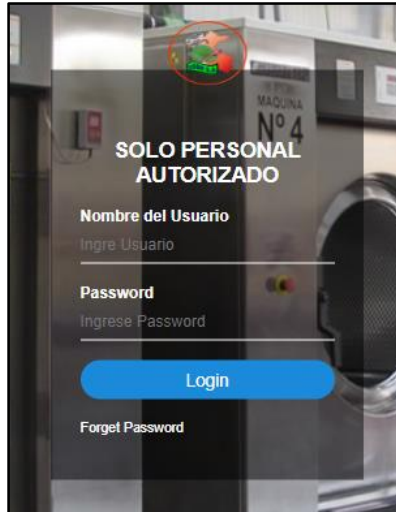 MAQUINA
Nº 4
SOLO PERSONAL
AUTORIZADO
Nombre del Usuario
Ingre Usuario
Password
Ingrese Password
Login
Forget Password